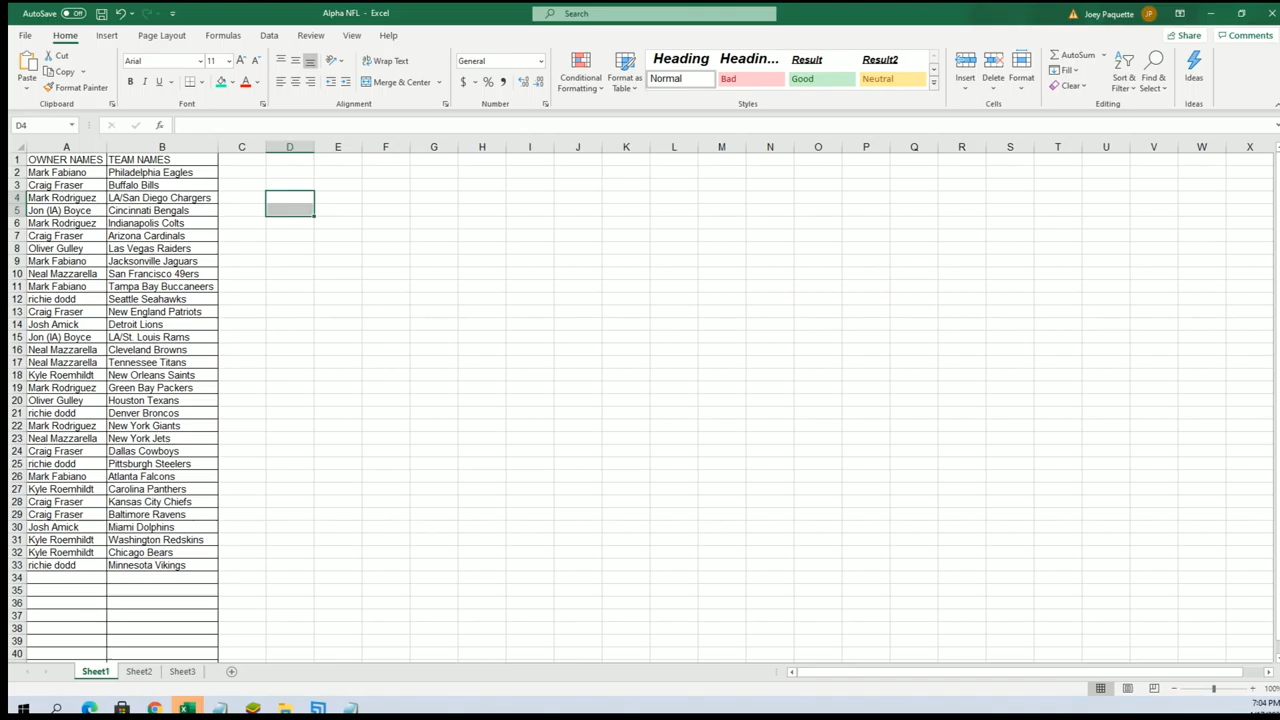 AutoSave Off Alpha NFL - Excel Search Joey Paquette JP
File Home Insert Page Layout Formulas Data Review View Help Share Comments
Paste Cut Copy Format Painter Clipboard
Arial 11 B I U A Font
Wrap Text Merge & Center Alignment
General $ % Number
Conditional Formatting Format as Table
Heading Headin... Result Result2
Normal Bad Good Neutral Styles
Insert Delete Format Cells
AutoSum Fill Clear Sort & Filter Find & Select Editing
Ideas Ideas
D4 fx
A B C D E F G H I J K L M N O P Q R S T U V W X
1 OWNER NAMES TEAM NAMES
2 Mark Fabiano Philadelphia Eagles
3 Craig Fraser Buffalo Bills
4 Mark Rodriguez LA/San Diego Chargers
5 Jon (IA) Boyce Cincinnati Bengals
6 Mark Rodriguez Indianapolis Colts
7 Craig Fraser Arizona Cardinals
8 Oliver Gulley Las Vegas Raiders
9 Mark Fabiano Jacksonville Jaguars
10 Neal Mazzarella San Francisco 49ers
11 Mark Fabiano Tampa Bay Buccaneers
12 richie dodd Seattle Seahawks
13 Craig Fraser New England Patriots
14 Josh Amick Detroit Lions
15 Jon (IA) Boyce LA/St. Louis Rams
16 Neal Mazzarella Cleveland Browns
17 Neal Mazzarella Tennessee Titans
18 Kyle Roemhildt New Orleans Saints
19 Mark Rodriguez Green Bay Packers
20 Oliver Gulley Houston Texans
21 richie dodd Denver Broncos
22 Mark Rodriguez New York Giants
23 Neal Mazzarella New York Jets
24 Craig Fraser Dallas Cowboys
25 richie dodd Pittsburgh Steelers
26 Mark Fabiano Atlanta Falcons
27 Kyle Roemhildt Carolina Panthers
28 Craig Fraser Kansas City Chiefs
29 Craig Fraser Baltimore Ravens
30 Josh Amick Miami Dolphins
31 Kyle Roemhildt Washington Redskins
32 Kyle Roemhildt Chicago Bears
33 richie dodd Minnesota Vikings
34
35
36
37
38
39
40
Sheet1 Sheet2 Sheet3
100%
7:04 PM